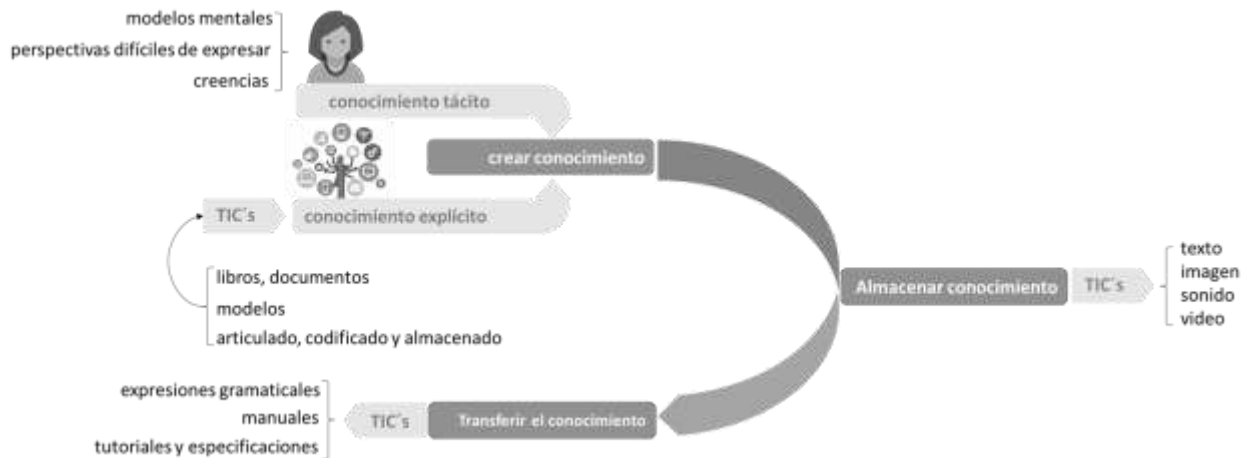 modelos mentales
perspectivas difíciles de expresar
creencias
conocimiento tácito
crear conocimiento
TIC´s
conocimiento explícito
libros, documentos
modelos
articulado, codificado y almacenado
Almacenar conocimiento
TIC´s
texto
imagen
sonido
video
expresiones gramaticales
manuales
tutoriales y especificaciones
TIC´s
Transferir el conocimiento